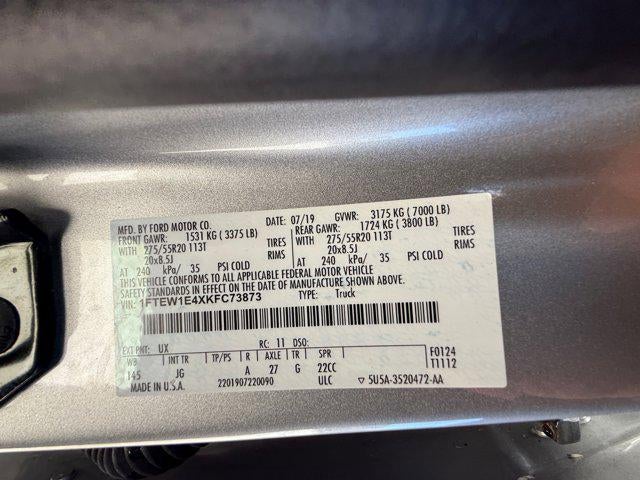 MFD. BY FORD MOTOR CO.
DATE: 07/19 GVWR: 3175 KG ( 7000 LB)
FRONT GAWR: 1531 KG ( 3375 LB) REAR GAWR: 1724 KG ( 3800 LB)
WITH 275/55R20 113T TIRES WITH 275/55R20 113T TIRES
20x8.5J RIMS 20x8.5J RIMS
AT 240 kPa/ 35 PSI COLD AT 240 kPa/ 35 PSI COLD
THIS VEHICLE CONFORMS TO ALL APPLICABLE FEDERAL MOTOR VEHICLE
SAFETY STANDARDS IN EFFECT ON THE DATE OF MANUFACTURE SHOWN ABOVE.
VIN: 1FTEW1E4XKFC73873 TYPE: Truck
EXT PNT: UX RC: 11 DSO:
WB INT TR TP/PS R AXLE TR SPR F0124
145 JG A 27 G 22CC T1112
MADE IN U.S.A. 2201907220090 ULC ▽ 5U5A-3520472-AA